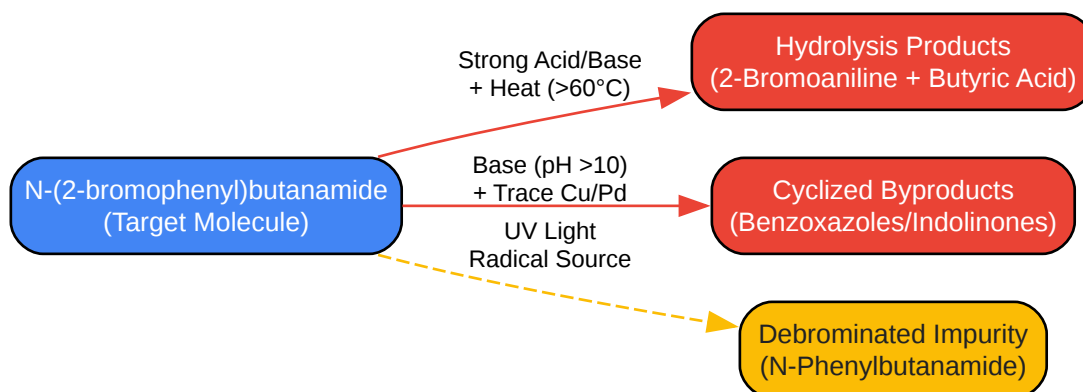 Strong Acid/Base
+ Heat (>60°C)
Hydrolysis Products
(2-Bromoaniline + Butyric Acid)
N-(2-bromophenyl)butanamide
(Target Molecule)
Base (pH >10)
+ Trace Cu/Pd
Cyclized Byproducts
(Benzoxazoles/Indolinones)
UV Light
Radical Source
Debrominated Impurity
(N-Phenylbutanamide)